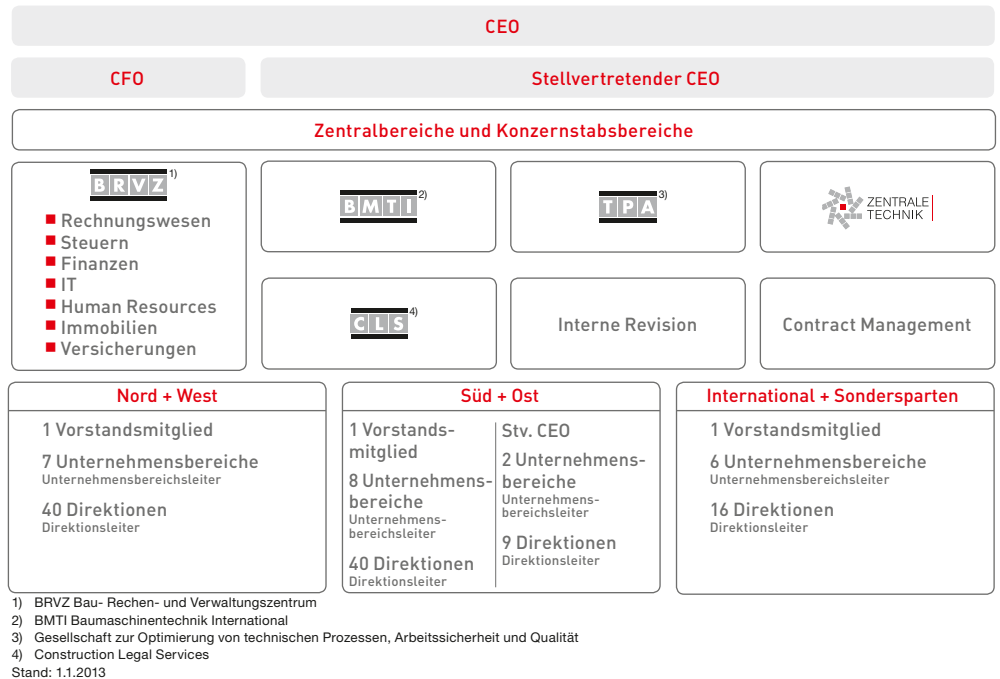 CEO
CFO
Stellvertretender CEO
Zentralbereiche und Konzernstabsbereiche
BRVZ 1)
Rechnungswesen
Steuern
Finanzen
IT
Human Resources
Immobilien
Versicherungen
BMTI 2)
TPA 3)
ZENTRALE
TECHNIK
CLS 4)
Interne Revision
Contract Management
Nord + West
1 Vorstandsmitglied
7 Unternehmensbereiche
Unternehmensbereichsleiter
40 Direktionen
Direktionsleiter
Süd + Ost
1 Vorstands-
mitglied
8 Unternehmens-
bereiche
Unternehmens-
bereichsleiter
40 Direktionen
Direktionsleiter
Stv. CEO
2 Unternehmens-
bereiche
Unternehmens-
bereichsleiter
9 Direktionen
Direktionsleiter
International + Sondersparten
1 Vorstandsmitglied
6 Unternehmensbereiche
Unternehmensbereichsleiter
16 Direktionen
Direktionsleiter
1) BRVZ Bau- Rechen- und Verwaltungszentrum
2) BMTI Baumaschinentechnik International
3) Gesellschaft zur Optimierung von technischen Prozessen, Arbeitssicherheit und Qualität
4) Construction Legal Services
Stand: 1.1.2013